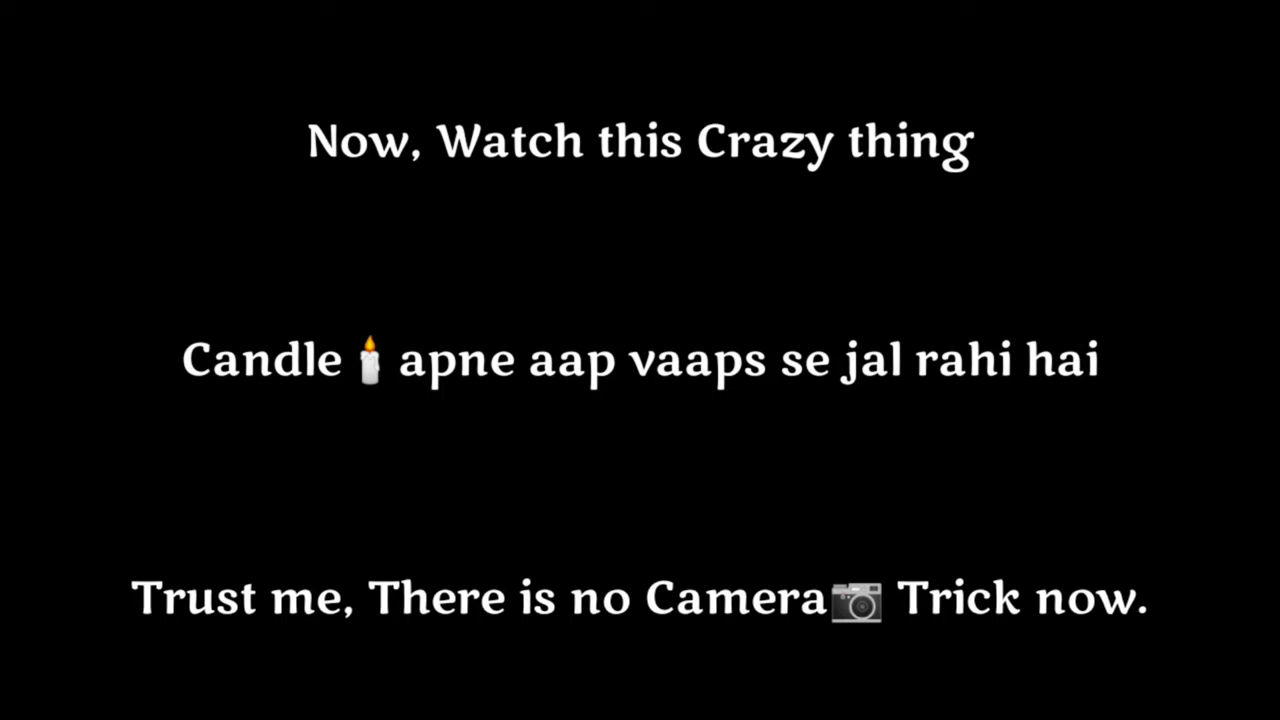 Now, Watch this Crazy thing
Candle🕯️apne aap vaaps se jal rahi hai
Trust me, There is no Camera📷 Trick now.